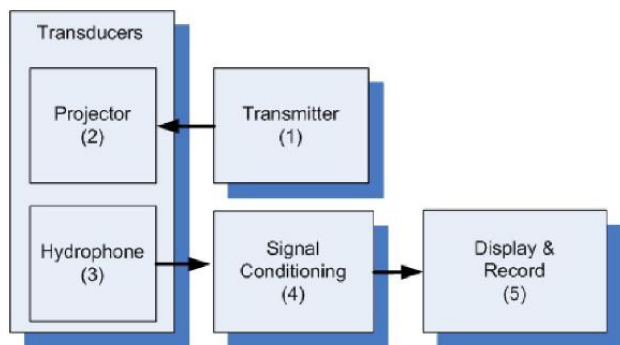 Transducers
Projector
(2)
Transmitter
(1)
Hydrophone
(3)
Signal
Conditioning
(4)
Display &
Record
(5)